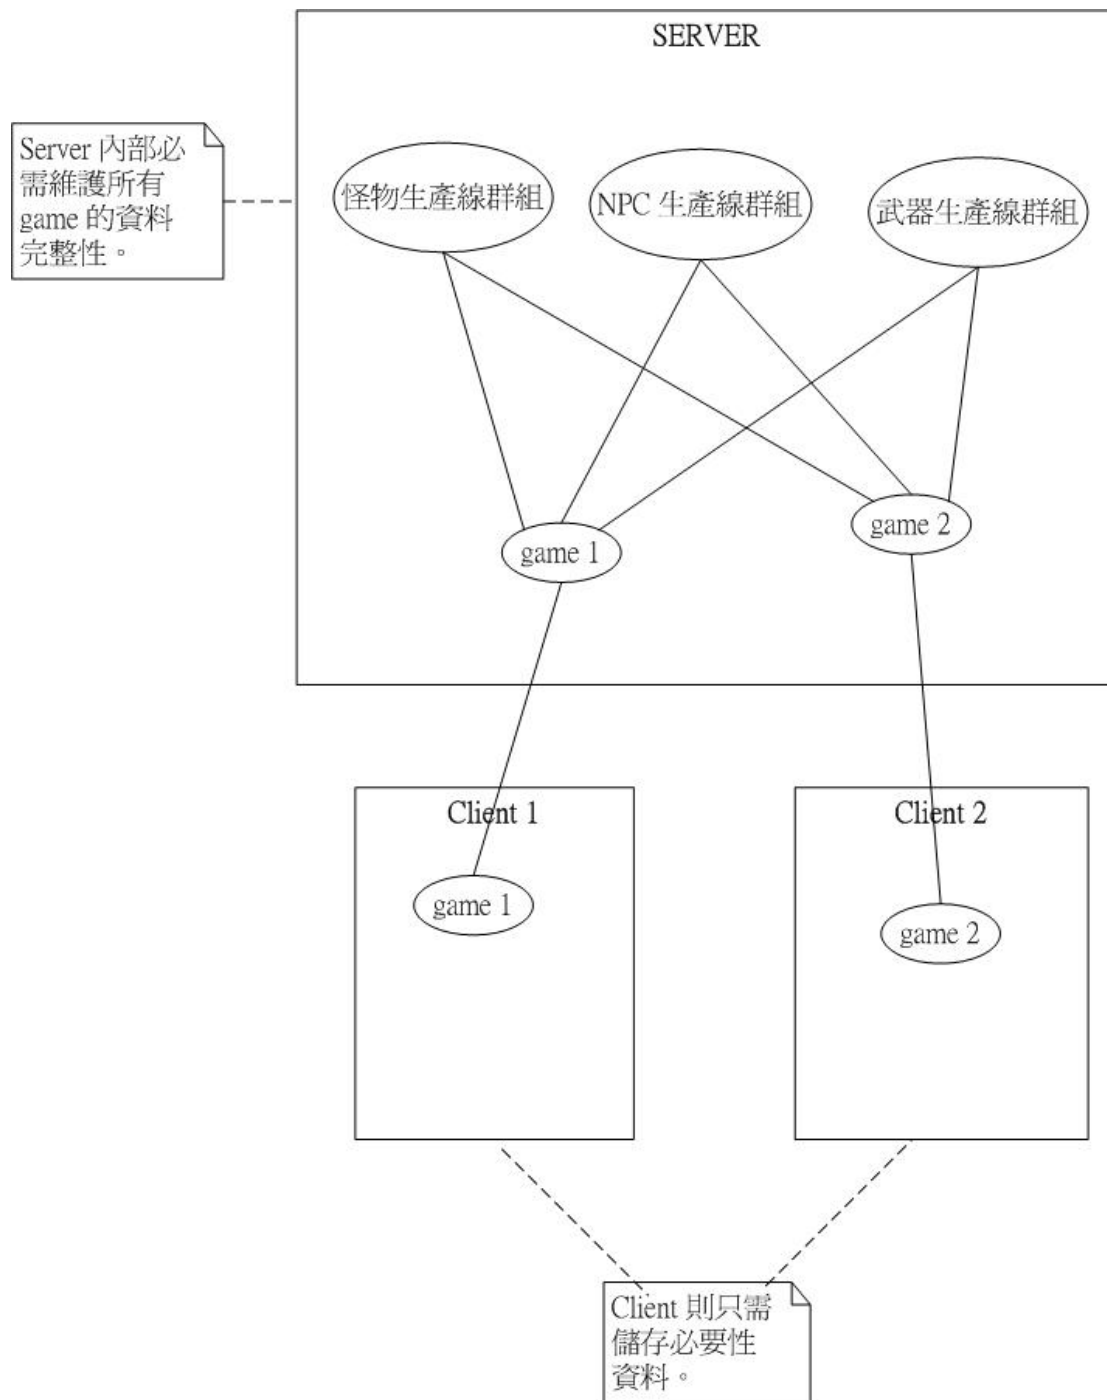 SERVER
Server 內部必
需維護所有
game 的資料
完整性。
怪物生產線群組
NPC 生產線群組
武器生產線群組
game 1
game 2
Client 1
Client 2
game 1
game 2
Client 則只需
儲存必要性
資料。